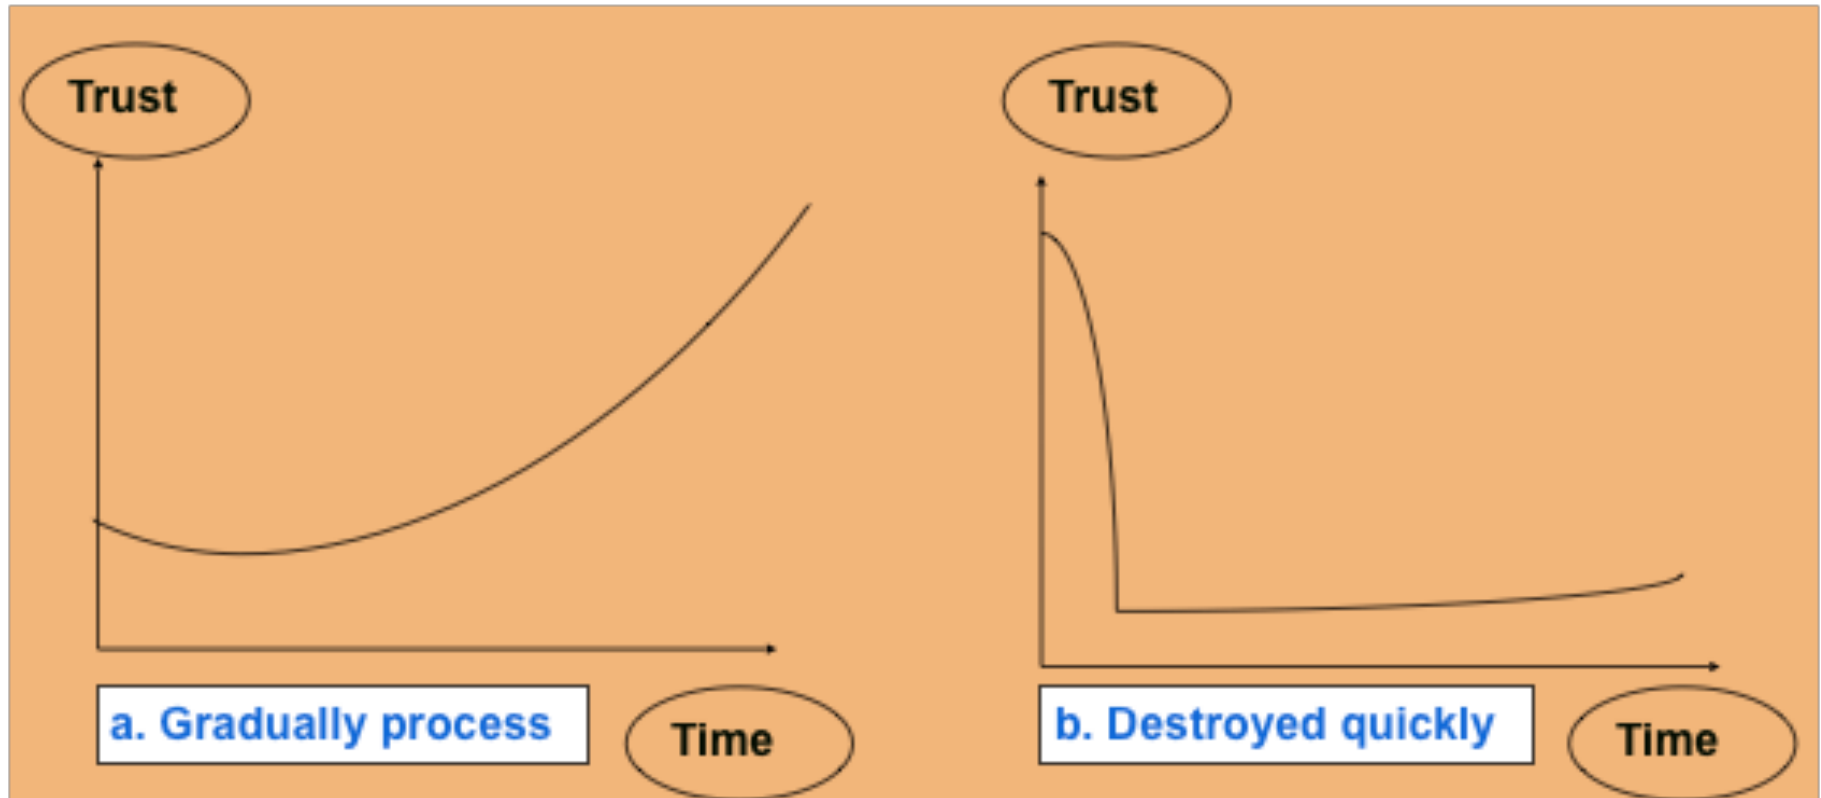 Trust
Trust
a. Gradually process
Time
b. Destroyed quickly
Time